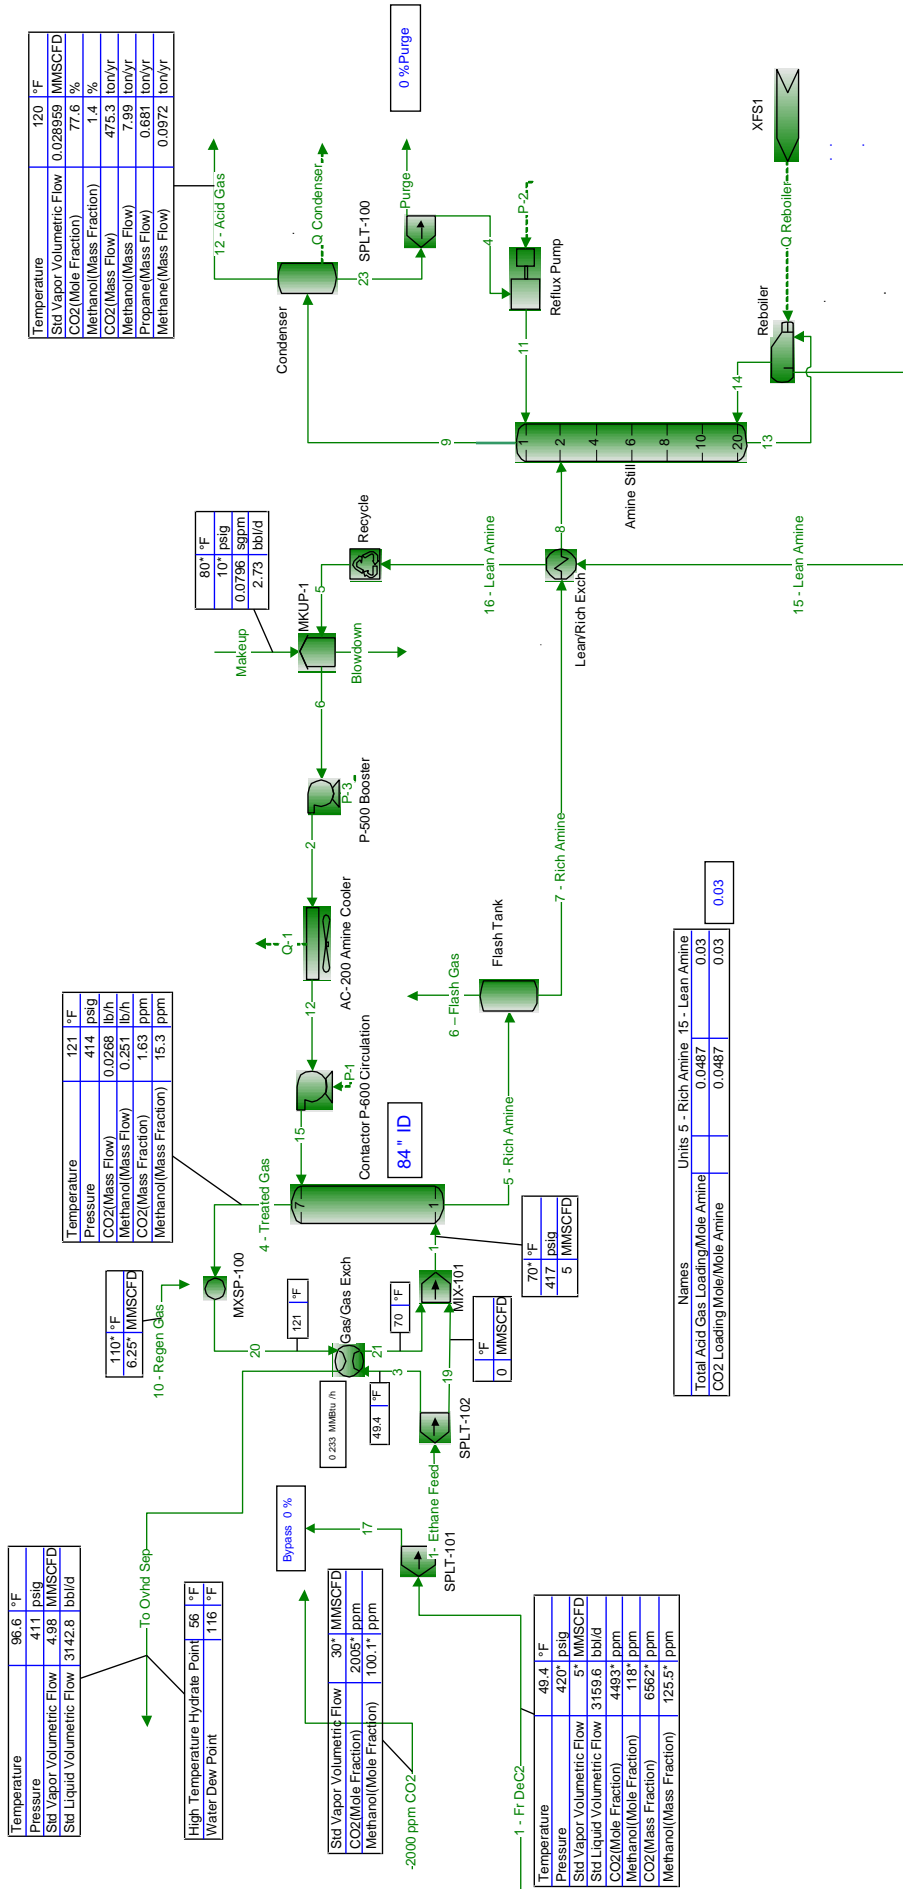 Temperature 96.6 °F
Pressure 411 psig
Std Vapor Volumetric Flow 4.98 MMSCFD
Std Liquid Volumetric Flow 3142.8 bbl/d
High Temperature Hydrate Point 56 °F
Water Dew Point 116 °F
To Ovhd Sep
110* °F
6.25* MMSCFD
10 - Regen Gas
MXSP-100
Temperature 121 °F
Pressure 414 psig
CO2(Mass Flow) 0.0268 lb/h
Methanol(Mass Flow) 0.251 lb/h
CO2(Mass Fraction) 1.63 ppm
Methanol(Mass Fraction) 15.3 ppm
4 - Treated Gas
80* °F
10* psig
0.0796 sgpm
2.73 bbl/d
Makeup
MKUP-1
Blowdown
5
Recycle
6
P-3
P-500 Booster
2
Q-1
AC-200 Amine Cooler
12
P-1
Contactor P-600 Circulation
15
84" ID
7
1
Temperature 120 °F
Std Vapor Volumetric Flow 0.028959 MMSCFD
CO2(Mole Fraction) 77.6 %
Methanol(Mass Fraction) 1.4 %
CO2(Mass Flow) 475.3 ton/yr
Methanol(Mass Flow) 7.99 ton/yr
Propane(Mass Flow) 0.681 ton/yr
Methane(Mass Flow) 0.0972 ton/yr
12 - Acid Gas
Condenser
Q Condenser
23
SPLT-100
Purge
0 %Purge
4
P-2
Reflux Pump
11
9
1
2
4
6
8
10
20
Amine Still
14
13
Reboiler
Q Reboiler
XFS1
8
16 - Lean Amine
Lean/Rich Exch
15 - Lean Amine
7 - Rich Amine
6 – Flash Gas
Flash Tank
5 - Rich Amine
20
121 °F
Gas/Gas Exch
0.233 MMBtu /h
21
70 °F
3
49.4 °F
MIX-101
1
70* °F
417 psig
5 MMSCFD
19
°F
0 MMSCFD
SPLT-102
1- Ethane Feed
SPLT-101
17
Bypass 0 %
Std Vapor Volumetric Flow 30* MMSCFD
CO2(Mole Fraction) 2005* ppm
Methanol(Mole Fraction) 100.1* ppm
-2000 ppm CO2
1 - Fr DeC2
Temperature 49.4 °F
Pressure 420* psig
Std Vapor Volumetric Flow 5* MMSCFD
Std Liquid Volumetric Flow 3159.6 bbl/d
CO2(Mole Fraction) 4493* ppm
Methanol(Mole Fraction) 118* ppm
CO2(Mass Fraction) 6562* ppm
Methanol(Mass Fraction) 125.5* ppm
Names Units 5 - Rich Amine 15 - Lean Amine
Total Acid Gas Loading/Mole Amine 0.0487 0.03
CO2 Loading Mole/Mole Amine 0.0487 0.03
0.03